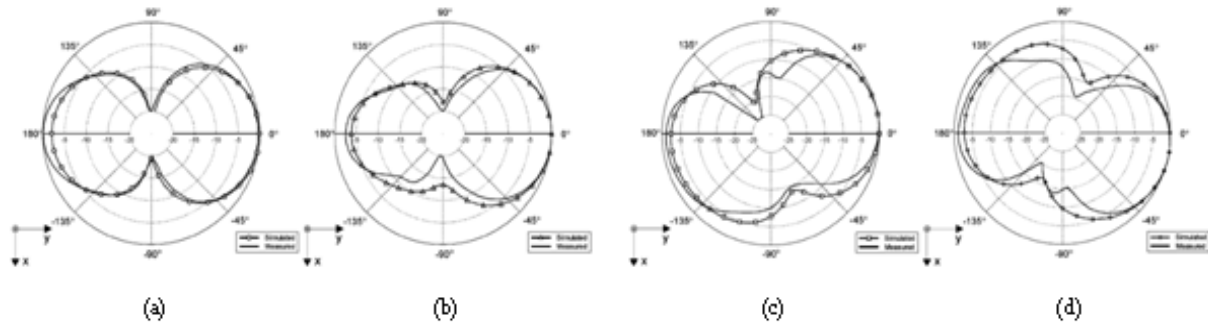 90°
135°
45°
180°
0°
-135°
-45°
-90°
y
x
Simulated
Measured
(a)
90°
135°
45°
180°
0°
-135°
-45°
-90°
y
x
Simulated
Measured
(b)
90°
135°
45°
180°
0°
-135°
-45°
-90°
y
x
Simulated
Measured
(c)
90°
135°
45°
180°
0°
-135°
-45°
-90°
y
x
Simulated
Measured
(d)